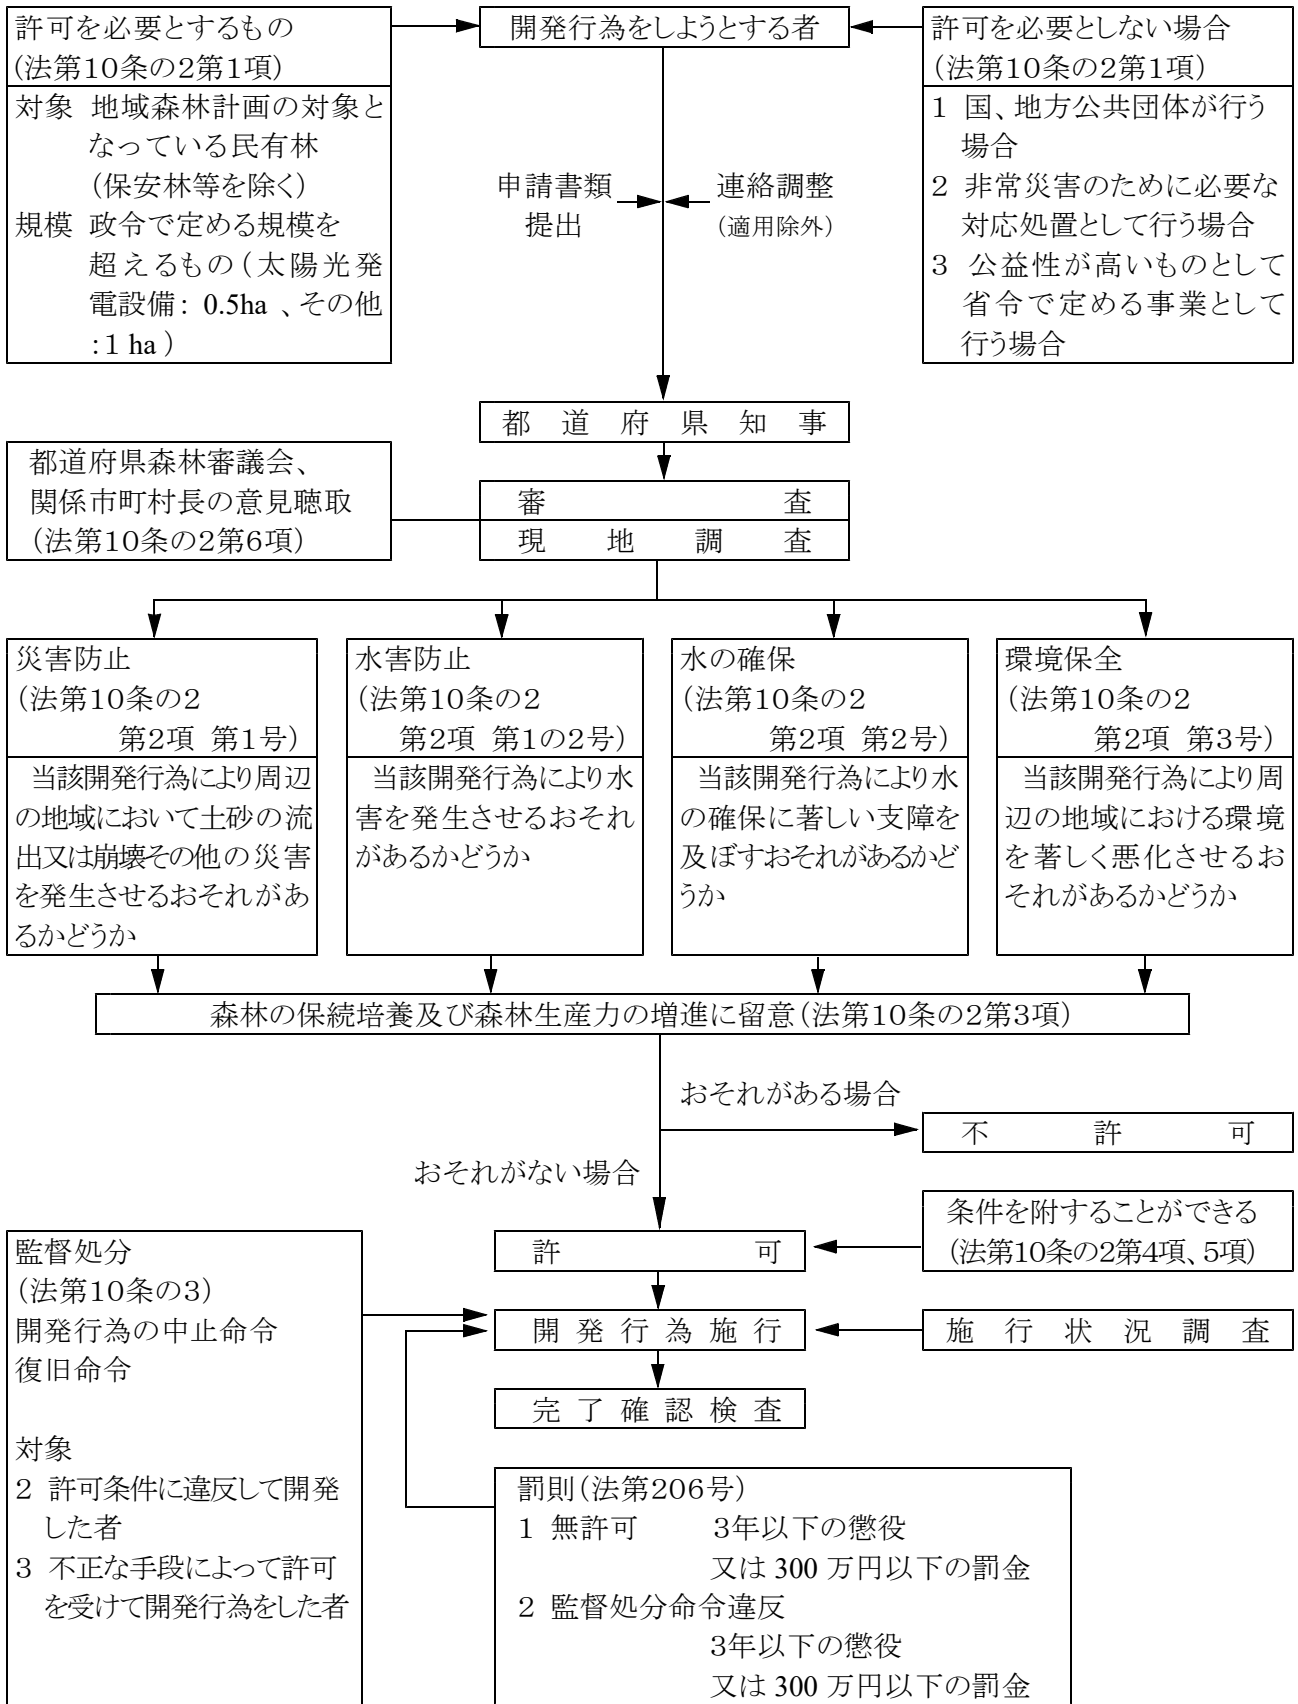 許可を必要とするもの
(法第10条の2第1項)
対象 地域森林計画の対象と
なっている民有林
(保安林等を除く)
規模 政令で定める規模を
超えるもの(太陽光発
電設備: 0.5ha 、その他
:1 ha )
開発行為をしようとする者
許可を必要としない場合
(法第10条の2第1項)
1 国、地方公共団体が行う
場合
2 非常災害のために必要な
対応処置として行う場合
3 公益性が高いものとして
省令で定める事業として
行う場合
申請書類
提出
連絡調整
(適用除外)
都道府県知事
都道府県森林審議会、
関係市町村長の意見聴取
(法第10条の2第6項)
審査
現地調査
災害防止
(法第10条の2
第2項 第1号)
当該開発行為により周辺
の地域において土砂の流
出又は崩壊その他の災害
を発生させるおそれがあ
るかどうか
水害防止
(法第10条の2
第2項 第1の2号)
当該開発行為により水
害を発生させるおそれ
があるかどうか
水の確保
(法第10条の2
第2項 第2号)
当該開発行為により水
の確保に著しい支障を
及ぼすおそれがあるかど
うか
環境保全
(法第10条の2
第2項 第3号)
当該開発行為により周
辺の地域における環境
を著しく悪化させるお
それがあるかどうか
森林の保続培養及び森林生産力の増進に留意(法第10条の2第3項)
おそれがある場合
不許可
おそれがない場合
条件を附することができる
(法第10条の2第4項、5項)
許可
監督処分
(法第10条の3)
開発行為の中止命令
復旧命令
対象
2 許可条件に違反して開発
した者
3 不正な手段によって許可
を受けて開発行為をした者
開発行為施行
施行状況調査
完了確認検査
罰則(法第206号)
1 無許可 3年以下の懲役
又は 300 万円以下の罰金
2 監督処分命令違反
3年以下の懲役
又は 300 万円以下の罰金